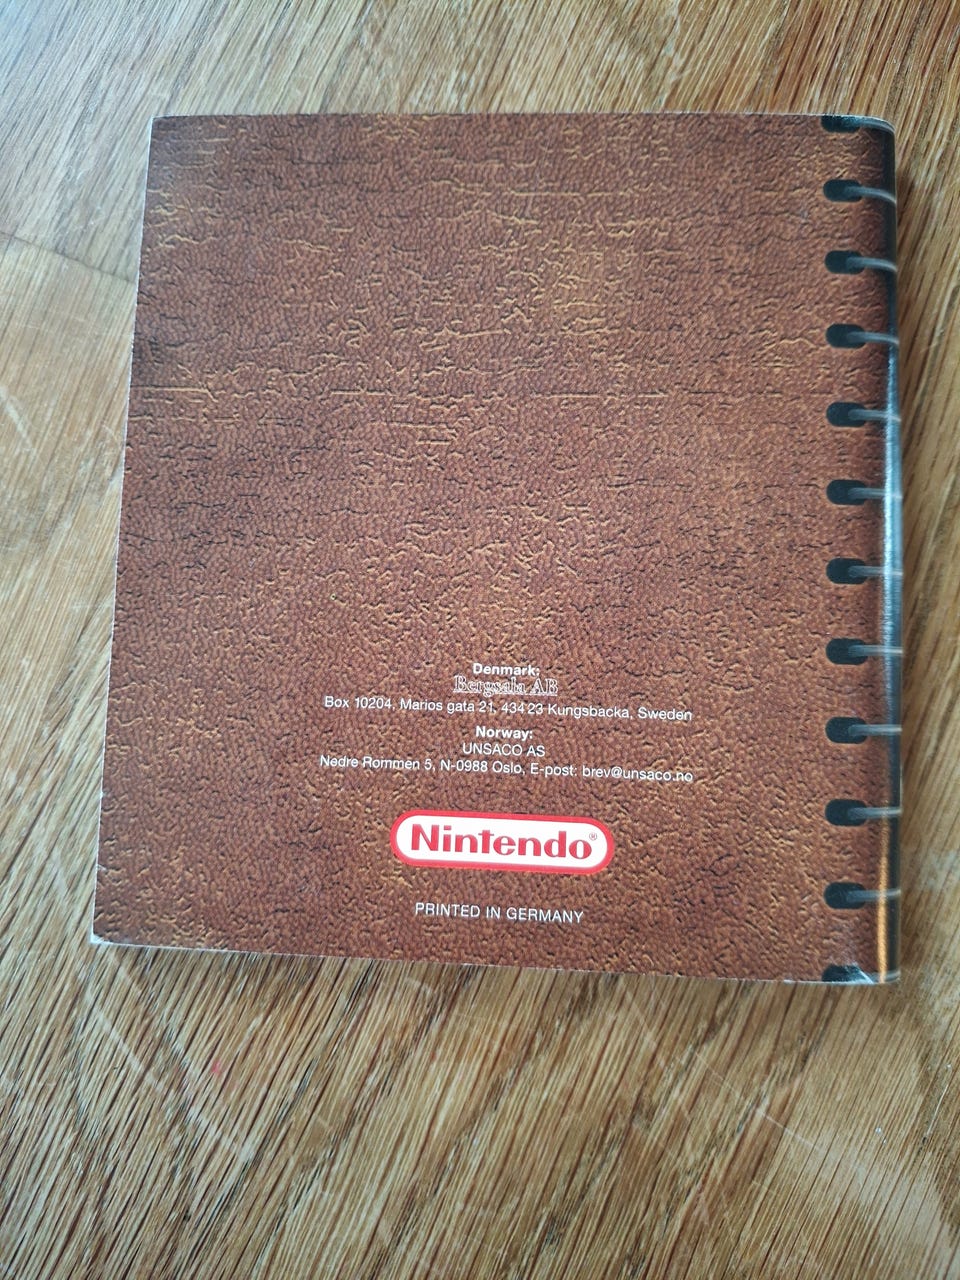 Denmark:
Bergsala AB
Box 10204, Marios gata 21, 434 23 Kungsbacka, Sweden
Norway:
UNSACO AS
Nedre Rommen 5, N-0988 Oslo, E-post: brev@unsaco.no
Nintendo®
PRINTED IN GERMANY